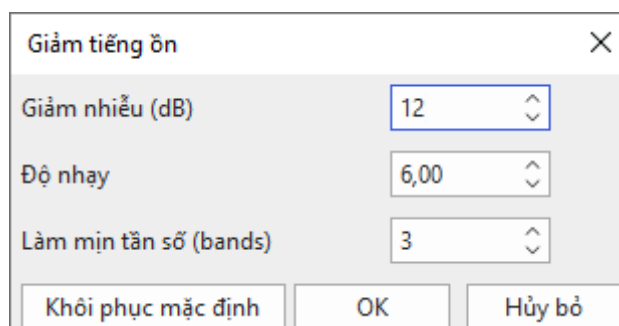 Giảm tiếng ồn
Giảm nhiễu (dB) 12
Độ nhạy 6,00
Làm mịn tần số (bands) 3
Khôi phục mặc định OK Hủy bỏ